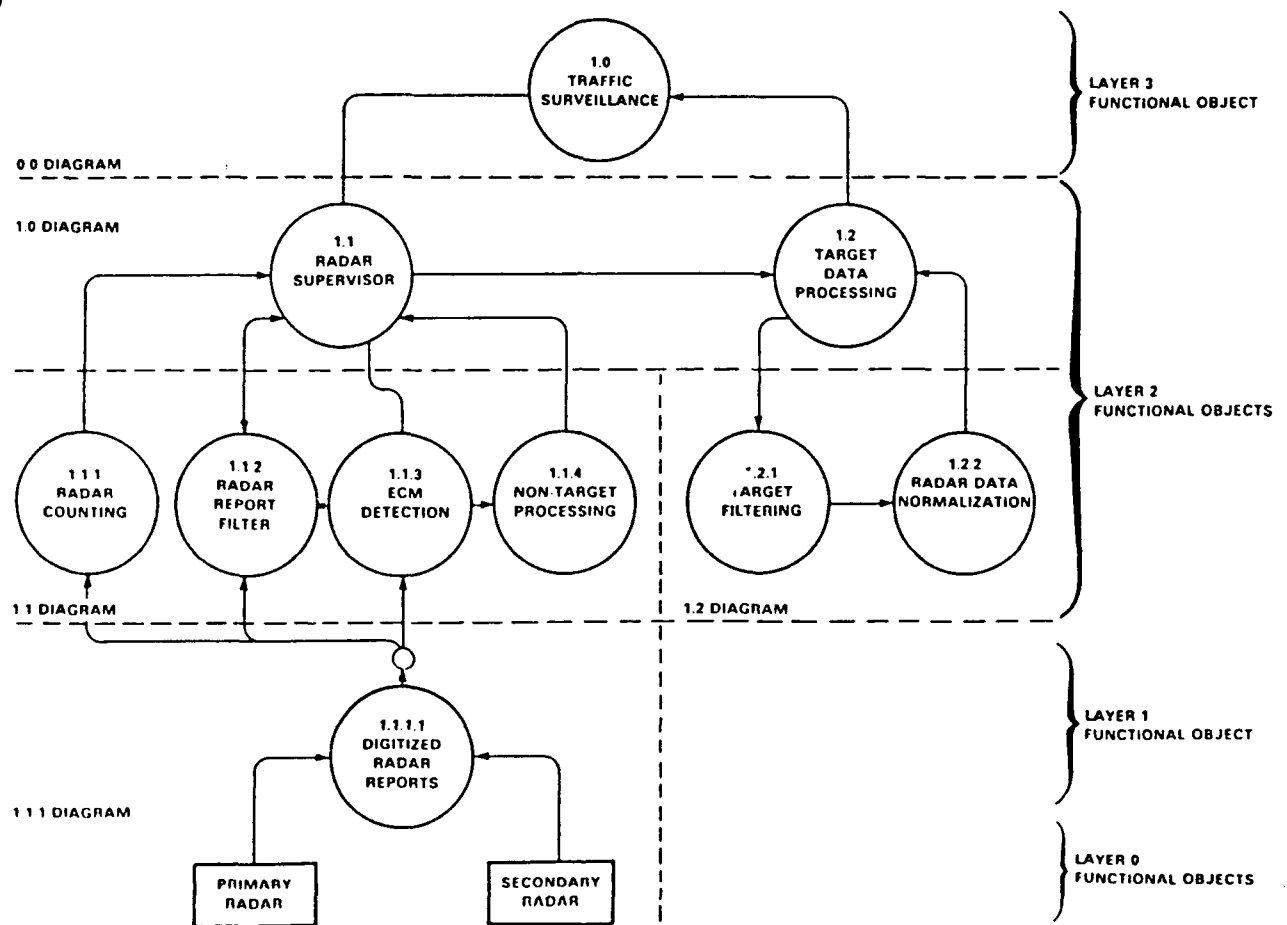 1.0
TRAFFIC
SURVEILLANCE
LAYER 3
FUNCTIONAL OBJECT
0 0 DIAGRAM
1.0 DIAGRAM
1.1
RADAR
SUPERVISOR
1.2
TARGET
DATA
PROCESSING
LAYER 2
FUNCTIONAL OBJECTS
1 1 1
RADAR
COUNTING
1.1.2
RADAR
REPORT
FILTER
1.1.3
ECM
DETECTION
1.1.4
NON-TARGET
PROCESSING
1.2.1
TARGET
FILTERING
1.2.2
RADAR DATA
NORMALIZATION
1 1 DIAGRAM
1.2 DIAGRAM
1.1.1.1
DIGITIZED
RADAR
REPORTS
LAYER 1
FUNCTIONAL OBJECT
1 1 1 DIAGRAM
PRIMARY
RADAR
SECONDARY
RADAR
LAYER 0
FUNCTIONAL OBJECTS